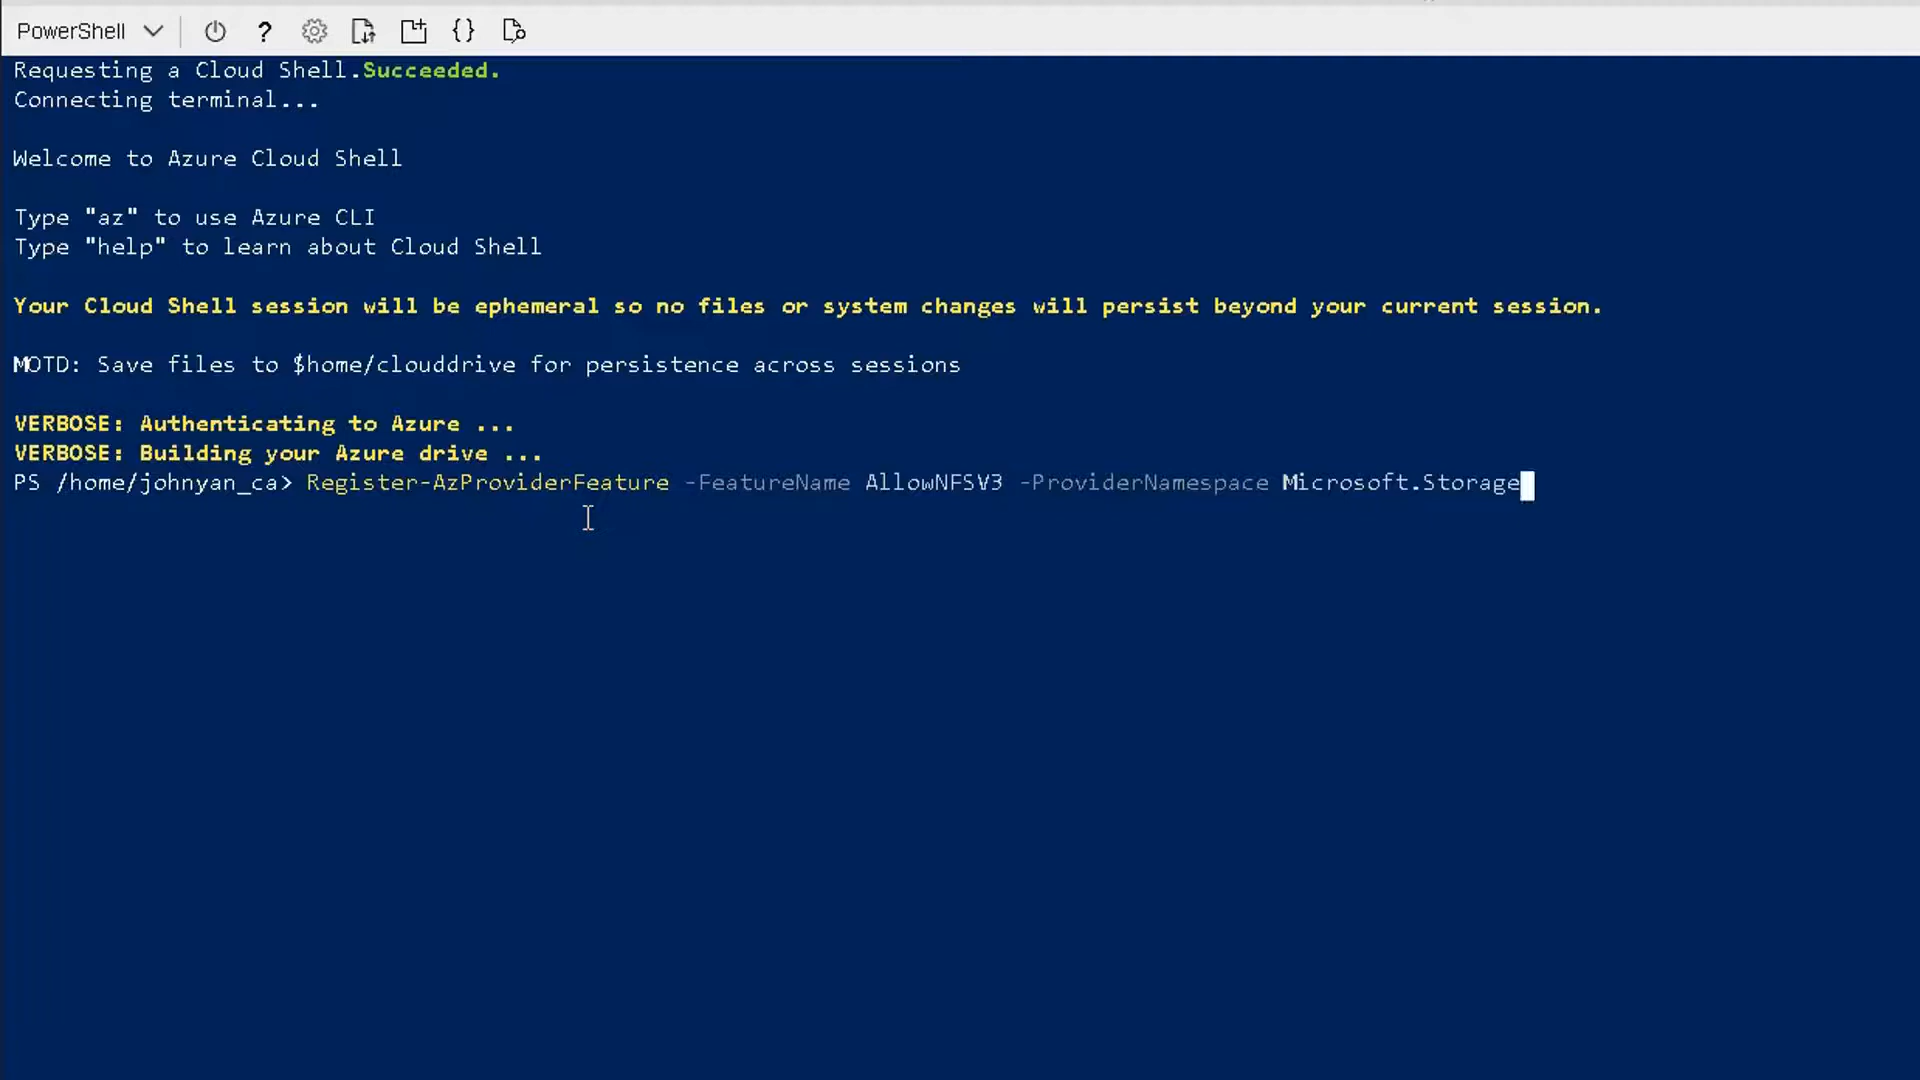 PowerShell
Requesting a Cloud Shell.Succeeded.
Connecting terminal...
Welcome to Azure Cloud Shell
Type "az" to use Azure CLI
Type "help" to learn about Cloud Shell
Your Cloud Shell session will be ephemeral so no files or system changes will persist beyond your current session.
MOTD: Save files to $home/clouddrive for persistence across sessions
VERBOSE: Authenticating to Azure ...
VERBOSE: Building your Azure drive ...
PS /home/johnyan_ca> Register-AzProviderFeature -FeatureName AllowNFSV3 -ProviderNamespace Microsoft.Storage